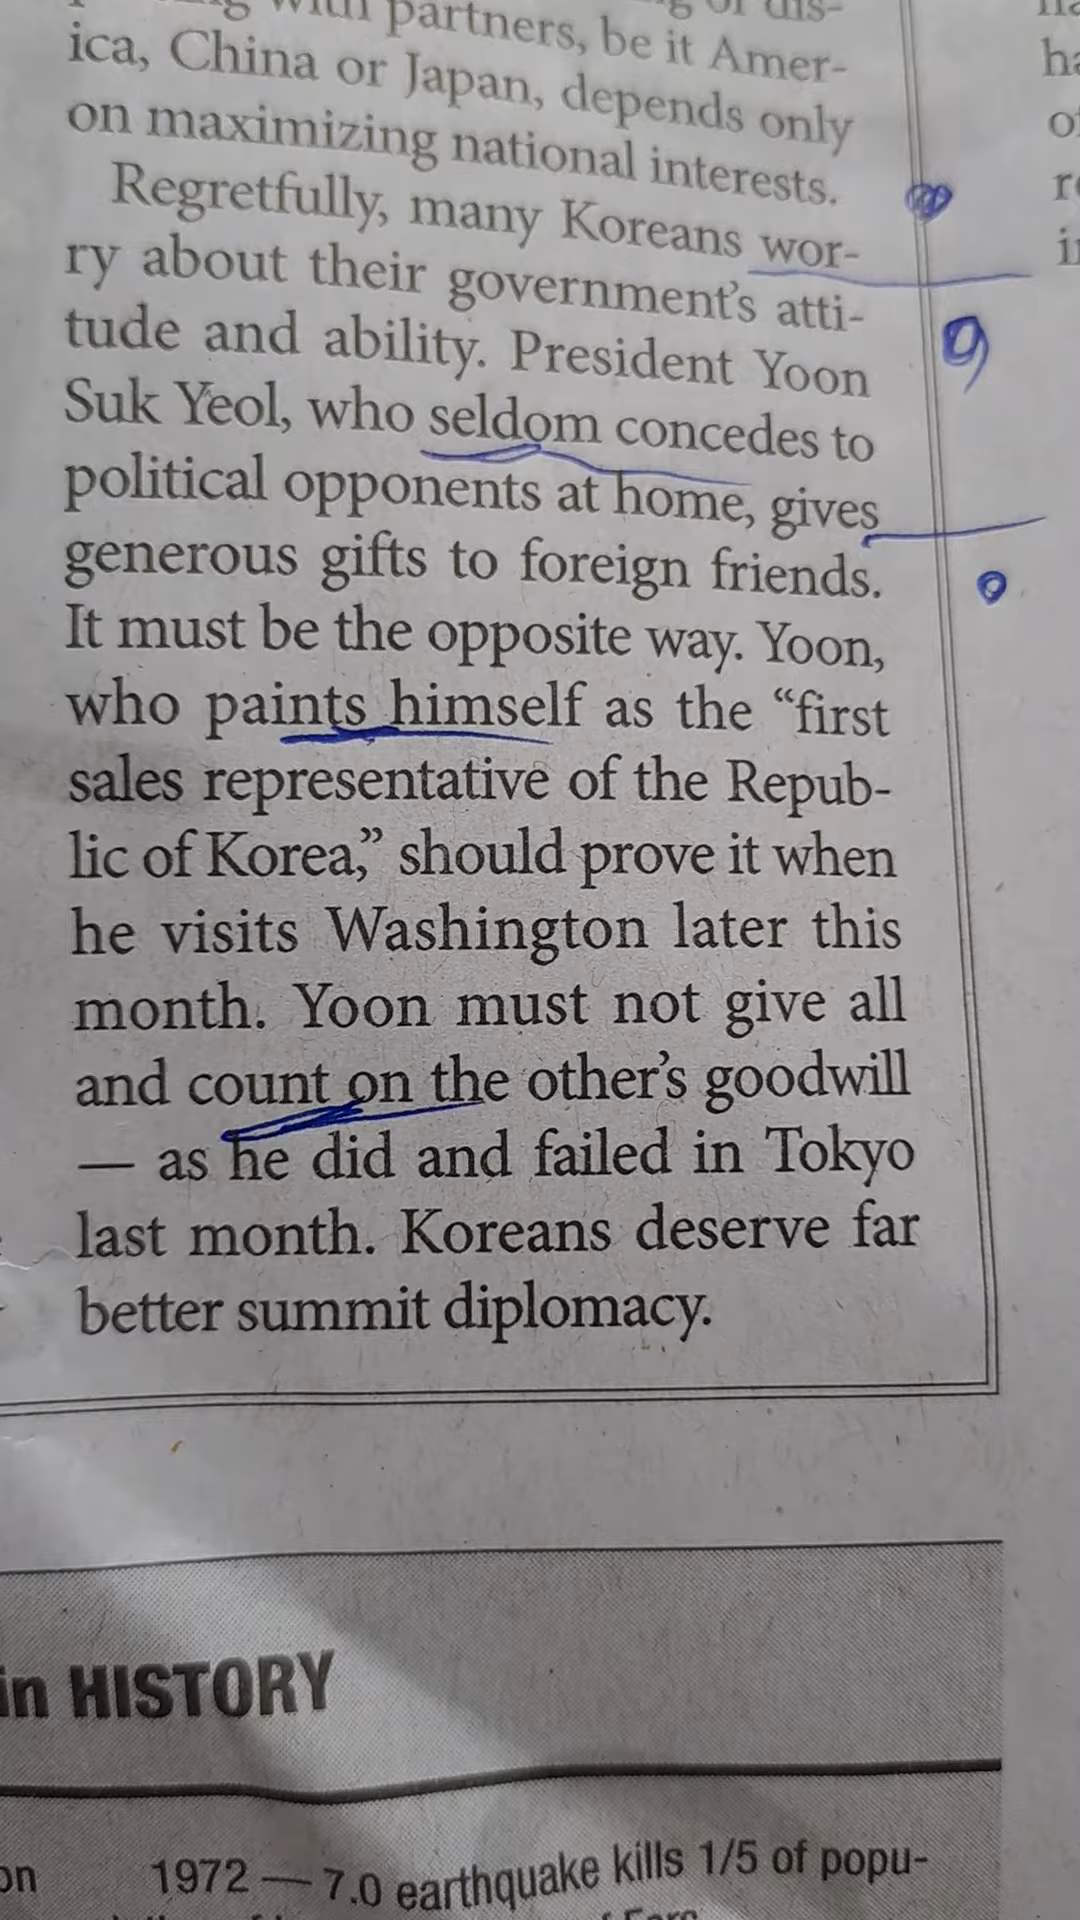 with partners, be it Amer-
ica, China or Japan, depends only
on maximizing national interests.
Regretfully, many Koreans wor-
ry about their government's atti-
tude and ability. President Yoon
Suk Yeol, who seldom concedes to
political opponents at home, gives
generous gifts to foreign friends.
It must be the opposite way. Yoon,
who paints himself as the “first
sales representative of the Repub-
lic of Korea,” should prove it when
he visits Washington later this
month. Yoon must not give all
and count on the other's goodwill
— as he did and failed in Tokyo
last month. Koreans deserve far
better summit diplomacy.
in HISTORY
1972 — 7.0 earthquake kills 1/5 of popu-